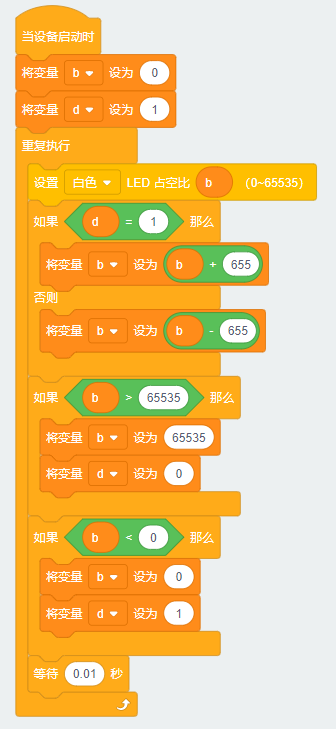 当设备启动时
将变量 b 设为 0
将变量 d 设为 1
重复执行
设置 白色 LED 占空比 b （0~65535）
如果 d = 1 那么
将变量 b 设为 b + 655
否则
将变量 b 设为 b - 655
如果 b > 65535 那么
将变量 b 设为 65535
将变量 d 设为 0
如果 b < 0 那么
将变量 b 设为 0
将变量 d 设为 1
等待 0.01 秒